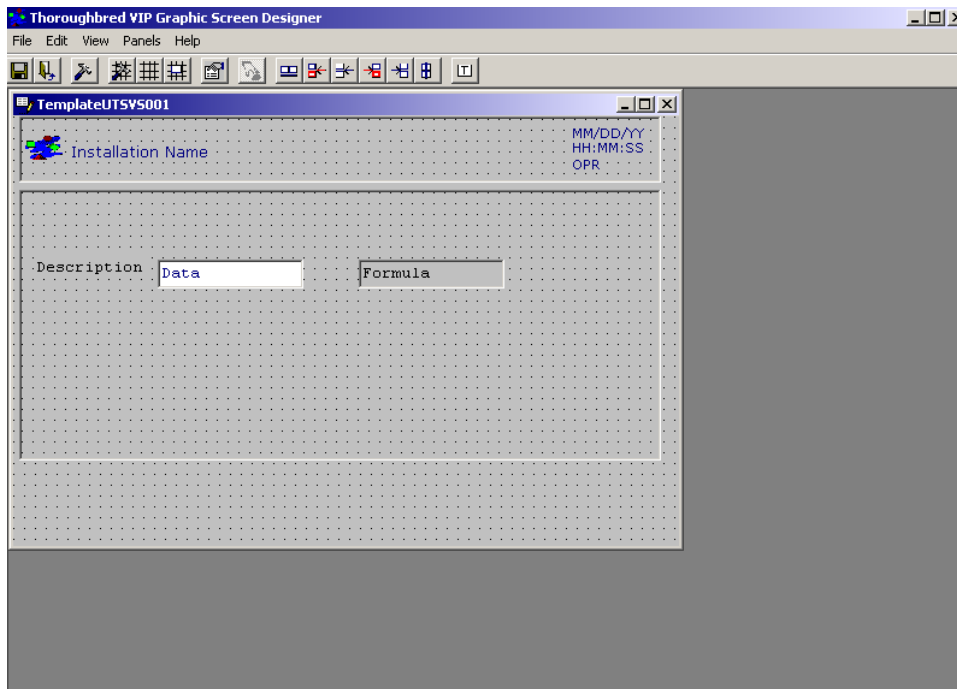 Thoroughbred VIP Graphic Screen Designer
File Edit View Panels Help
T
TemplateUTSVS001
Installation Name
MM/DD/YY
HH:MM:SS
OPR
Description Data Formula